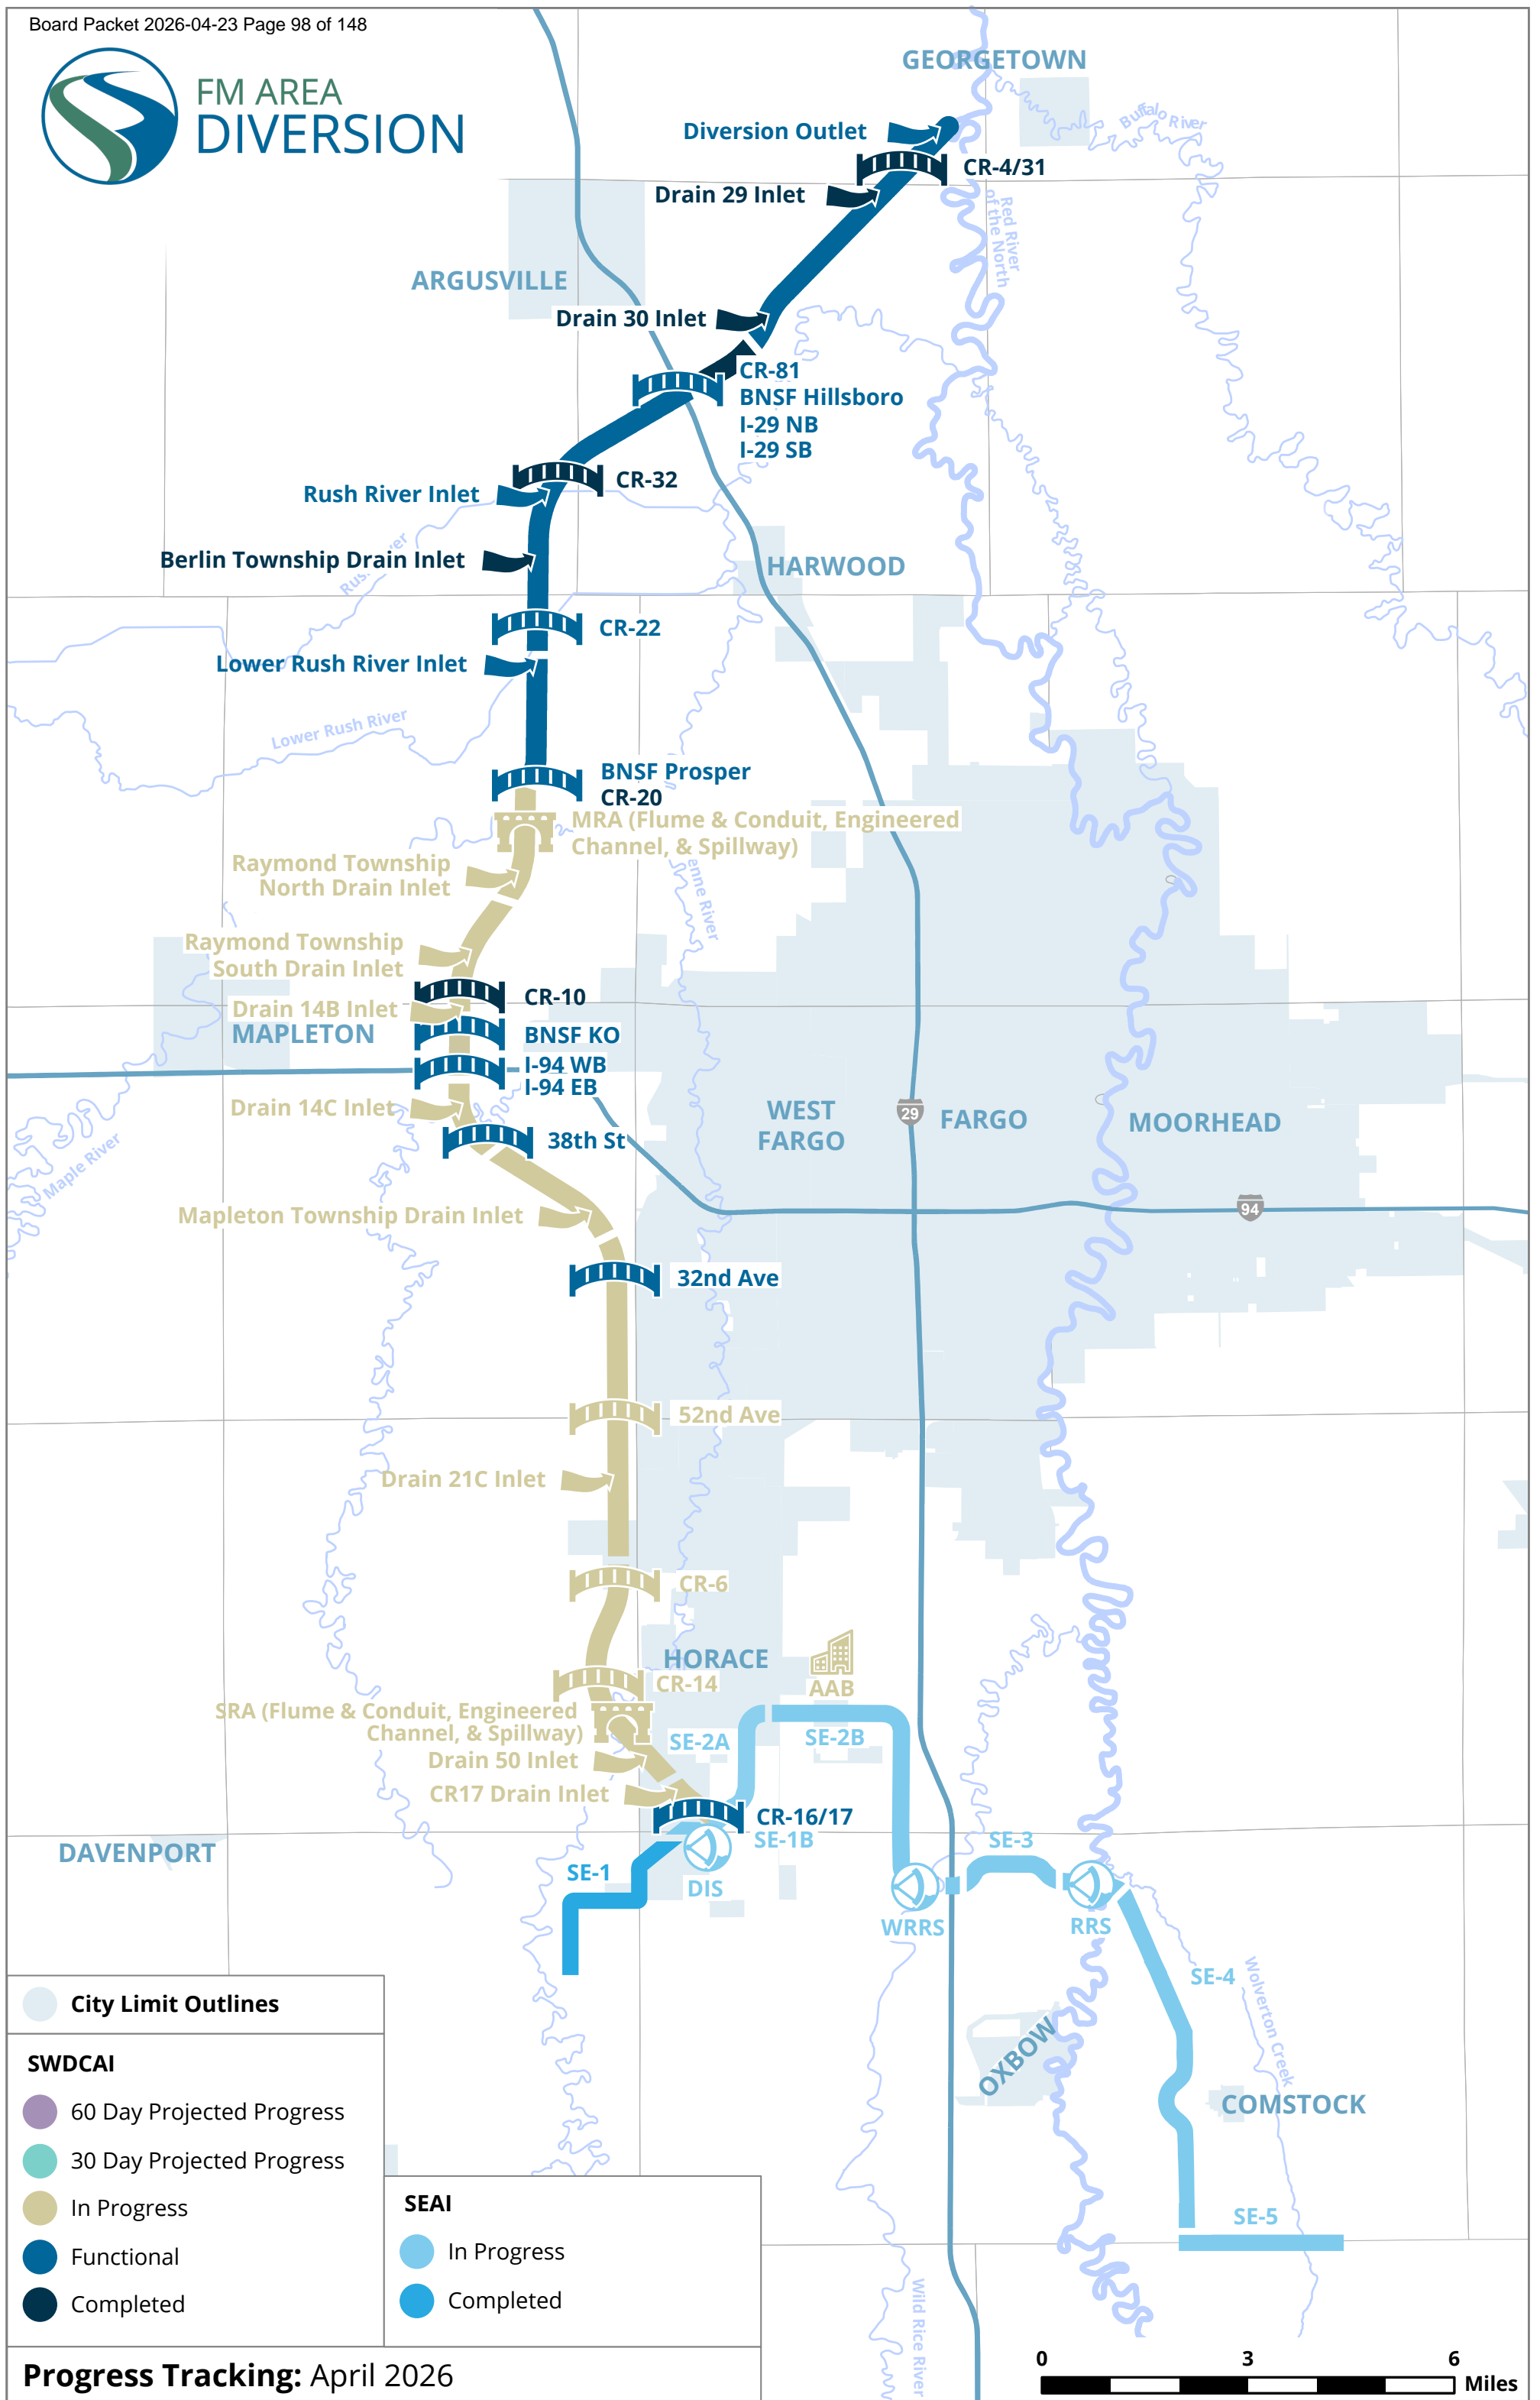 Board Packet 2026-04-23 Page 98 of 148
FM AREA
DIVERSION
GEORGETOWN
Buffalo River
Diversion Outlet
CR-4/31
Drain 29 Inlet
Red River
of the North
ARGUSVILLE
Drain 30 Inlet
CR-81
BNSF Hillsboro
I-29 NB
I-29 SB
CR-32
Rush River Inlet
Berlin Township Drain Inlet
HARWOOD
CR-22
Lower Rush River Inlet
Lower Rush River
BNSF Prosper
CR-20
MRA (Flume & Conduit, Engineered
Channel, & Spillway)
Raymond Township
North Drain Inlet
River
Raymond Township
South Drain Inlet
CR-10
Drain 14B Inlet
MAPLETON
BNSF KO
I-94 WB
I-94 EB
Drain 14C Inlet
WEST
FARGO
29
FARGO
MOORHEAD
38th St
Maple River
Mapleton Township Drain Inlet
94
32nd Ave
52nd Ave
Drain 21C Inlet
CR-6
HORACE
CR-14
AAB
SRA (Flume & Conduit, Engineered
Channel, & Spillway)
SE-2A
SE-2B
Drain 50 Inlet
CR17 Drain Inlet
CR-16/17
SE-1B
SE-3
DAVENPORT
SE-1
DIS
WRRS
RRS
SE-4
Wolverton Creek
OXBOW
COMSTOCK
SE-5
Wild Rice River
City Limit Outlines
SWDCAI
60 Day Projected Progress
30 Day Projected Progress
In Progress
Functional
Completed
SEAI
In Progress
Completed
Progress Tracking: April 2026
0 3 6
Miles